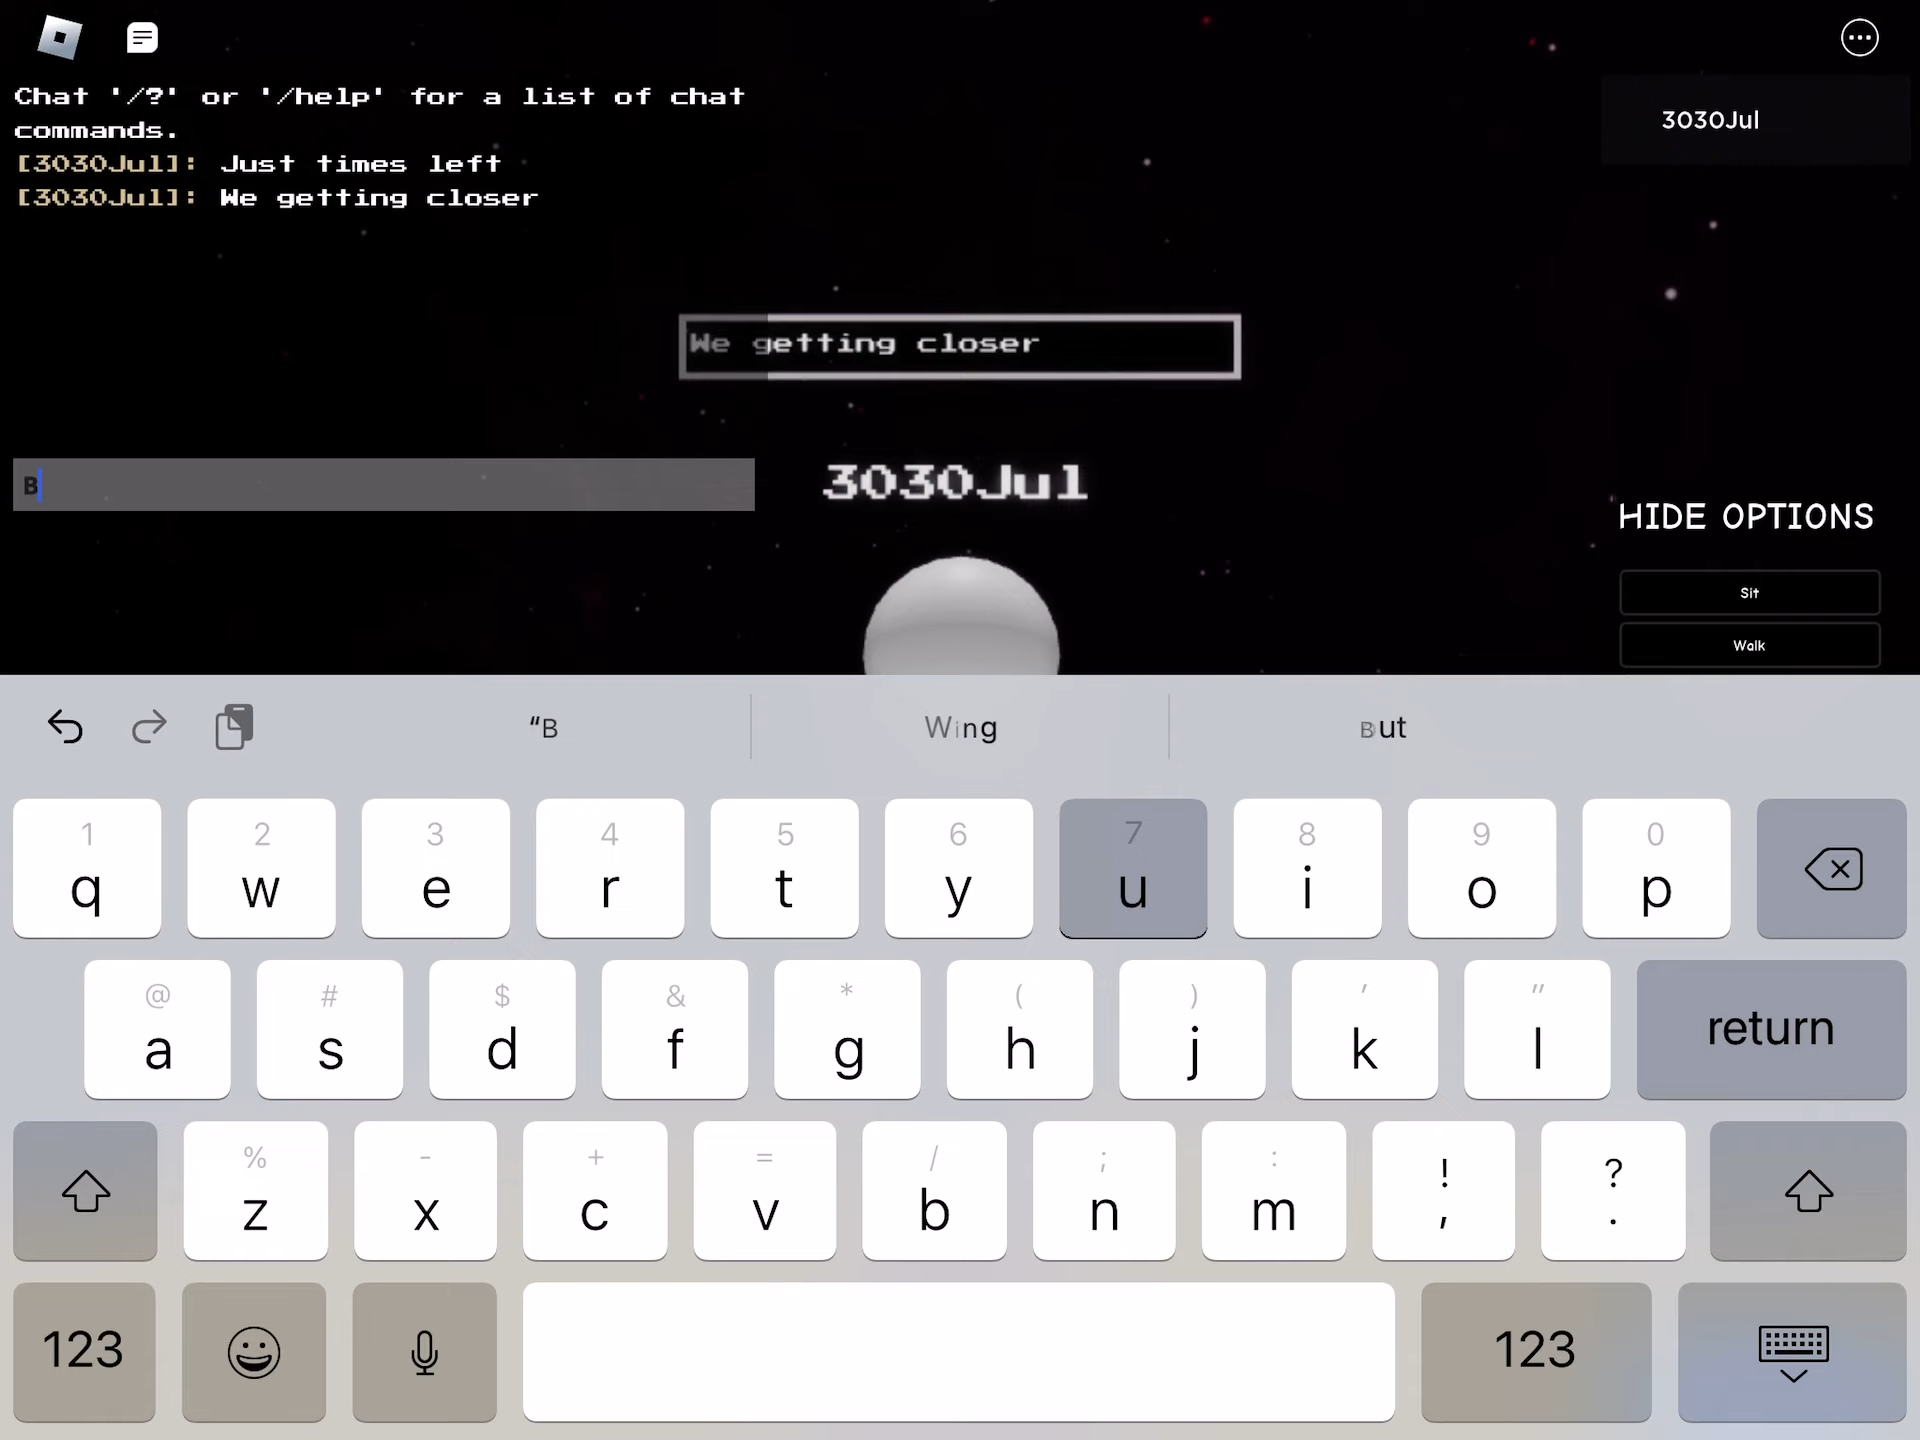 Chat '/?' or '/help' for a list of chat
commands.
[3030Jul]: Just times left
[3030Jul]: We getting closer
3030Jul
We getting closer
B
3030Jul
HIDE OPTIONS
Sit
Walk
“B
Wing
But
1 2 3 4 5 6 7 8 9 0
q w e r t y u i o p
@ # $ & * ( ) ' "
a s d f g h j k l return
% - + = / ; : ! ?
z x c v b n m , .
123 123